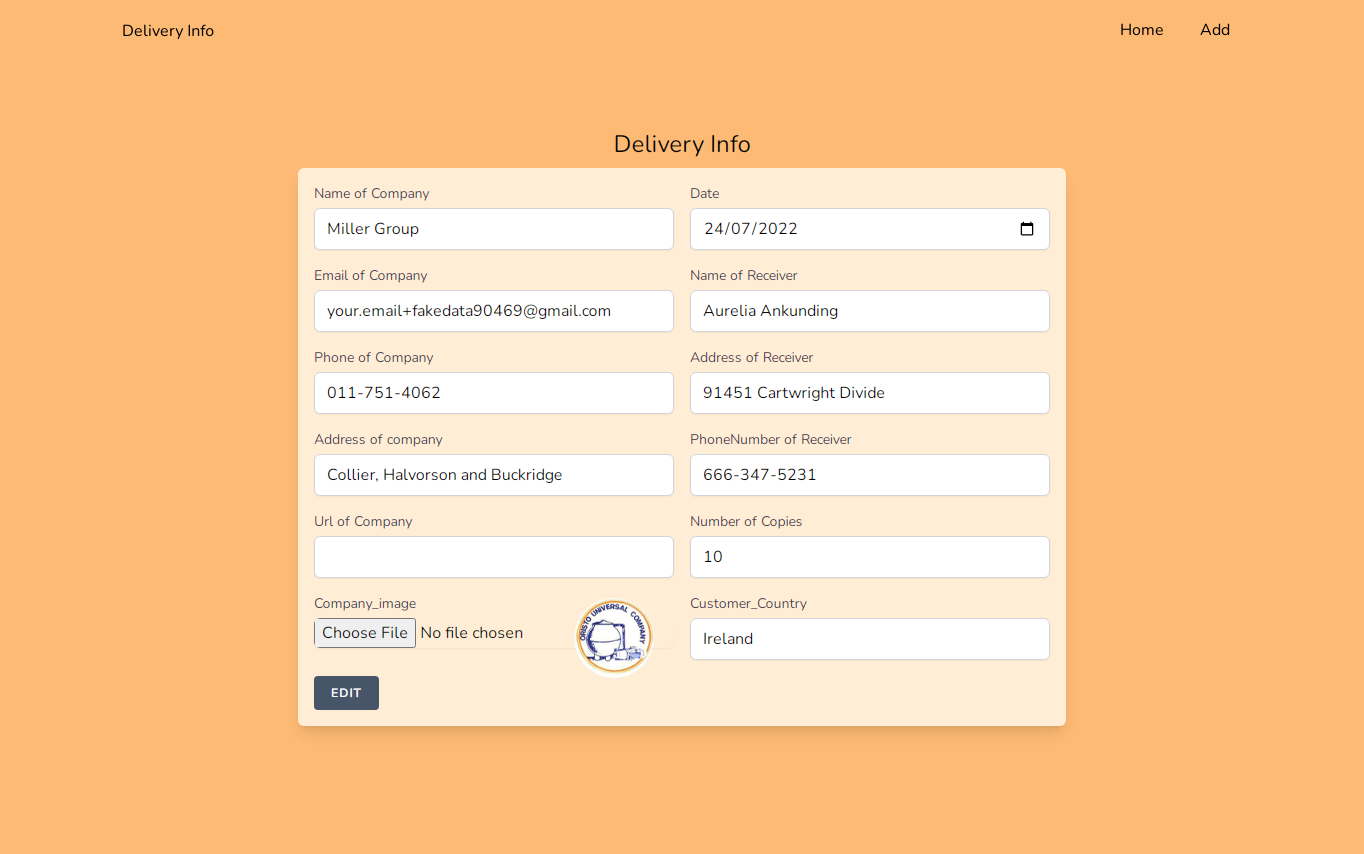 Delivery Info
Home
Add
Delivery Info
Name of Company
Date
Miller Group
24/07/2022
Email of Company
Name of Receiver
your.email+fakedata90469@gmail.com
Aurelia Ankunding
Phone of Company
Address of Receiver
011-751-4062
91451 Cartwright Divide
Address of company
PhoneNumber of Receiver
Collier, Halvorson and Buckridge
666-347-5231
Url of Company
Number of Copies
10
Company_image
Customer_Country
Choose File No file chosen
ORISTO UNIVERSAL COMPANY
Ireland
EDIT